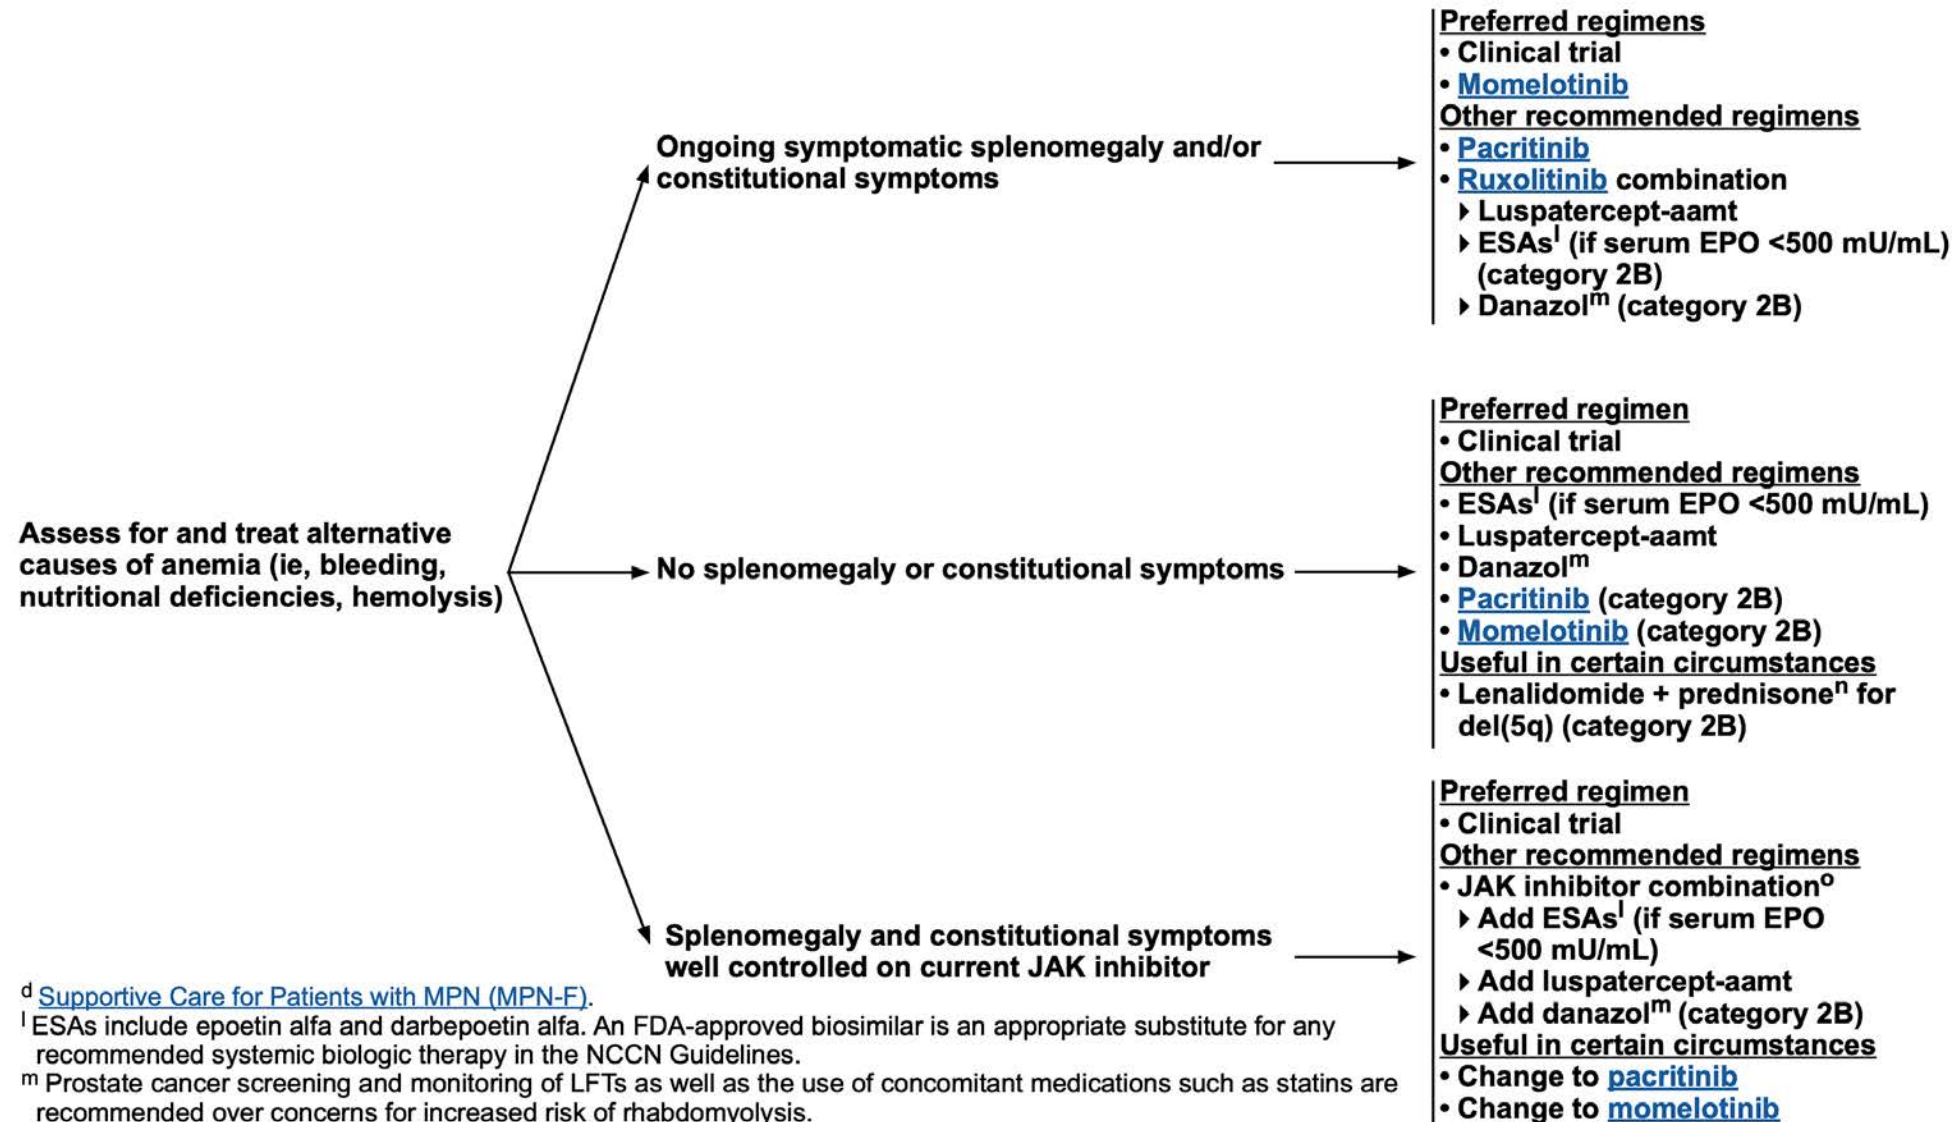 Assess for and treat alternative
causes of anemia (ie, bleeding,
nutritional deficiencies, hemolysis)
Ongoing symptomatic splenomegaly and/or
constitutional symptoms
Preferred regimens
• Clinical trial
• Momelotinib
Other recommended regimens
• Pacritinib
• Ruxolitinib combination
▸ Luspatercept-aamt
▸ ESAsˡ (if serum EPO <500 mU/mL)
(category 2B)
▸ Danazolᵐ (category 2B)
No splenomegaly or constitutional symptoms
Preferred regimen
• Clinical trial
Other recommended regimens
• ESAsˡ (if serum EPO <500 mU/mL)
• Luspatercept-aamt
• Danazolᵐ
• Pacritinib (category 2B)
• Momelotinib (category 2B)
Useful in certain circumstances
• Lenalidomide + prednisoneⁿ for
del(5q) (category 2B)
Splenomegaly and constitutional symptoms
well controlled on current JAK inhibitor
Preferred regimen
• Clinical trial
Other recommended regimens
• JAK inhibitor combinationᵒ
▸ Add ESAsˡ (if serum EPO
<500 mU/mL)
▸ Add luspatercept-aamt
▸ Add danazolᵐ (category 2B)
Useful in certain circumstances
• Change to pacritinib
• Change to momelotinib
ᵈ Supportive Care for Patients with MPN (MPN-F).
ˡ ESAs include epoetin alfa and darbepoetin alfa. An FDA-approved biosimilar is an appropriate substitute for any
recommended systemic biologic therapy in the NCCN Guidelines.
ᵐ Prostate cancer screening and monitoring of LFTs as well as the use of concomitant medications such as statins are
recommended over concerns for increased risk of rhabdomyolysis.